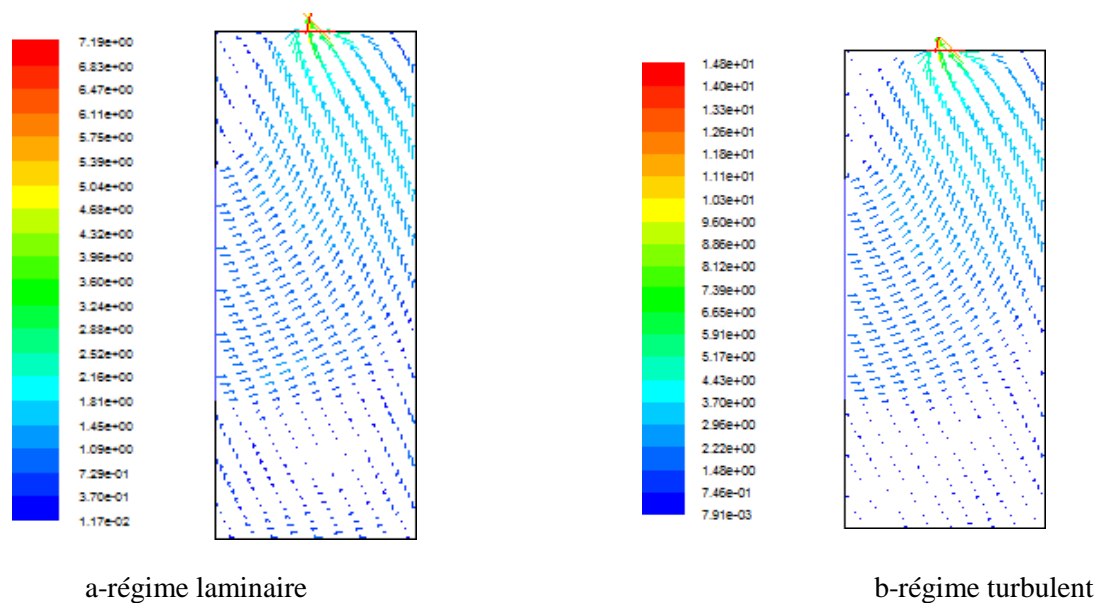 7.19e+00
6.83e+00
6.47e+00
6.11e+00
5.75e+00
5.39e+00
5.04e+00
4.68e+00
4.32e+00
3.96e+00
3.60e+00
3.24e+00
2.88e+00
2.52e+00
2.16e+00
1.81e+00
1.45e+00
1.09e+00
7.29e-01
3.70e-01
1.17e-02
1.48e+01
1.40e+01
1.33e+01
1.26e+01
1.18e+01
1.11e+01
1.03e+01
9.60e+00
8.86e+00
8.12e+00
7.39e+00
6.65e+00
5.91e+00
5.17e+00
4.43e+00
3.70e+00
2.96e+00
2.22e+00
1.48e+00
7.46e-01
7.91e-03
a-régime laminaire
b-régime turbulent